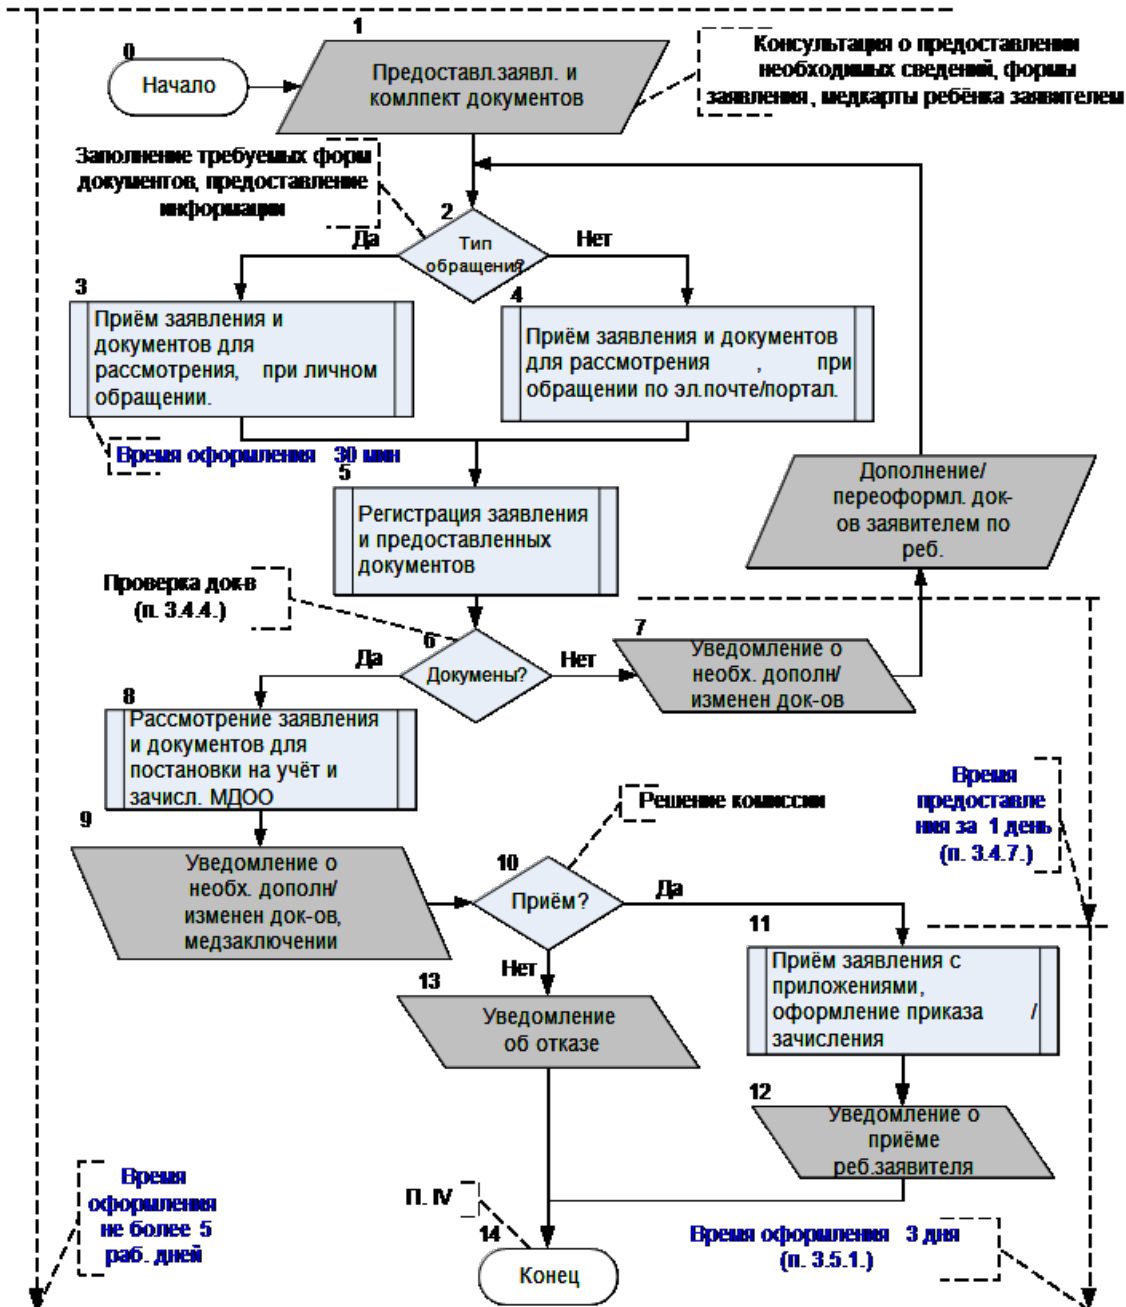 0
Начало
1
Предоставл.заявл. и
комлпект документов
Консультация о предоставлении
необходимых сведений, формы
заявления, медкарты ребёнка заявителем
Заполнение требуемых форм
документов, предоставление
информации
2
Тип
обращения?
Да
Нет
3
Приём заявления и
документов для
рассмотрения, при личном
обращении.
4
Приём заявления и документов
для рассмотрения , при
обращении по эл.почте/портал.
Время оформления 30 мин
5
Регистрация заявления
и предоставленных
документов
Дополнение/
переоформл. док-
ов заявителем по
реб.
Проверка док-в
(п. 3.4.4.)
6
Докумены?
Да
Нет
7
Уведомление о
необх. дополн/
изменен док-ов
8
Рассмотрение заявления
и документов для
постановки на учёт и
зачисл. МДОО
Время
предоставле
ния за 1 день
(п. 3.4.7.)
Решение комиссии
9
Уведомление о
необх. дополн/
изменен док-ов,
медзаключении
10
Приём?
Да
Нет
11
Приём заявления с
приложениями,
оформление приказа /
зачисления
13
Уведомление
об отказе
12
Уведомление о
приёме
реб.заявителя
Время
оформления
не более 5
раб. дней
П. IV
14
Конец
Время оформления 3 дня
(п. 3.5.1.)